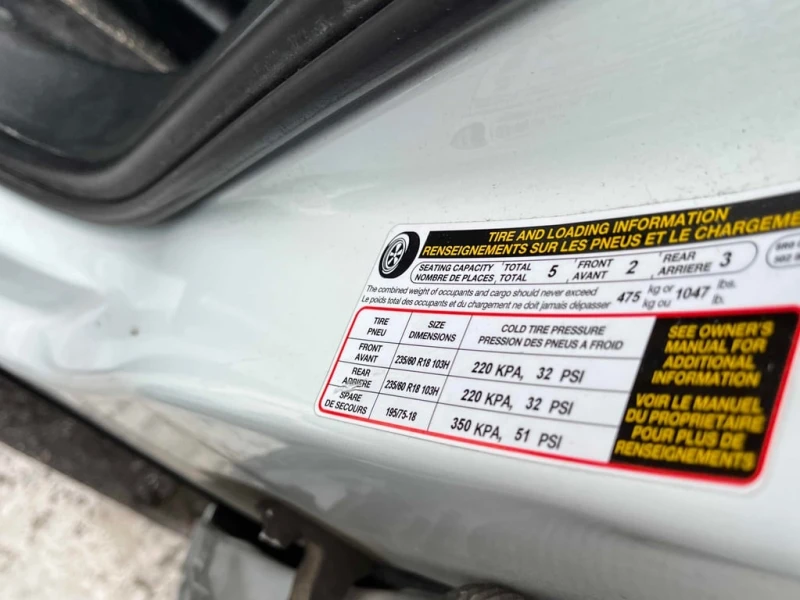 TIRE AND LOADING INFORMATION
RENSEIGNEMENTS SUR LES PNEUS ET LE CHARGEME
SEATING CAPACITY TOTAL 5 FRONT 2 REAR 3
NOMBRE DE PLACES TOTAL AVANT ARRIERE
The combined weight of occupants and cargo should never exceed 475 kg or 1047 lbs.
Le poids total des occupants et du chargement ne doit jamais dépasser kg ou lb.
TIRE SIZE COLD TIRE PRESSURE
PNEU DIMENSIONS PRESSION DES PNEUS A FROID
FRONT
AVANT 235/60 R18 103H 220 KPA, 32 PSI
REAR
ARRIERE 235/60 R18 103H 220 KPA, 32 PSI
SPARE
DE SECOURS 195/75-18 350 KPA, 51 PSI
SEE OWNER'S
MANUAL FOR
ADDITIONAL
INFORMATION
VOIR LE MANUEL
DU PROPRIETAIRE
POUR PLUS DE
RENSEIGNEMENTS